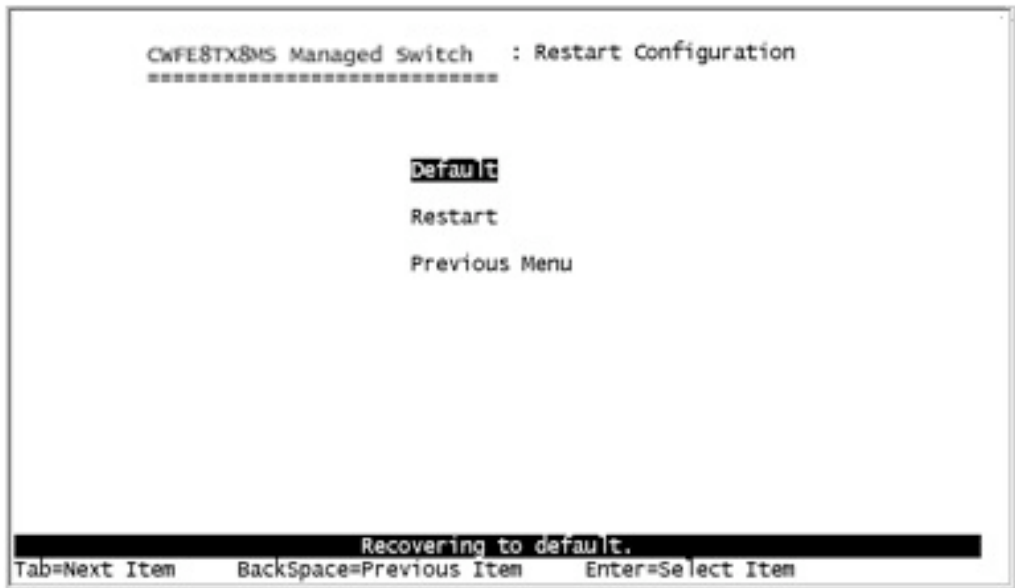 CWFE8TX8MS Managed Switch : Restart Configuration
============================
Default
Restart
Previous Menu
Recovering to default.
Tab=Next Item BackSpace=Previous Item Enter=Select Item